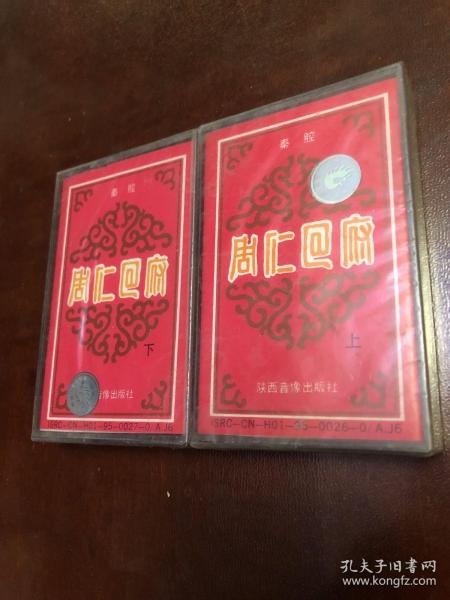 秦腔
周仁回府
下
音像出版社
ISRC-CN-H01-95-0027-0/A.J6
秦腔
周仁回府
上
陕西音像出版社
ISRC-CN-H01-95-0026-0/A.J6
孔夫子旧书网
www.kongfz.com